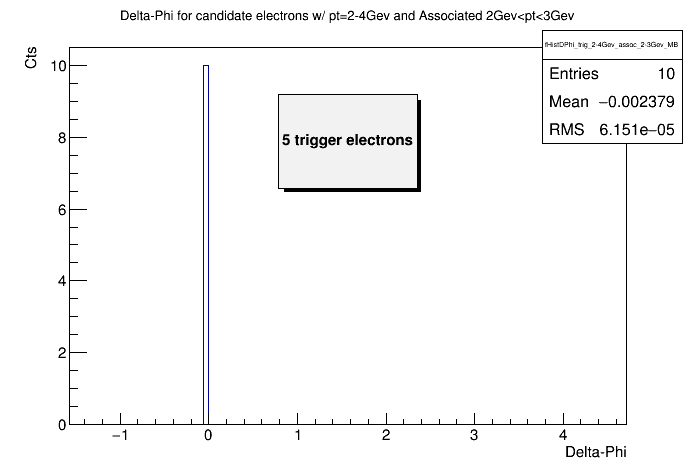 Delta-Phi for candidate electrons w/ pt=2-4Gev and Associated 2Gev<pt<3Gev
fHistDPhi_trig_2-4Gev_assoc_2-3Gev_MB
Entries 10
Mean −0.002379
RMS 6.151e−05
Cts
10
8
6
4
2
0
5 trigger electrons
−1 0 1 2 3 4
Delta-Phi